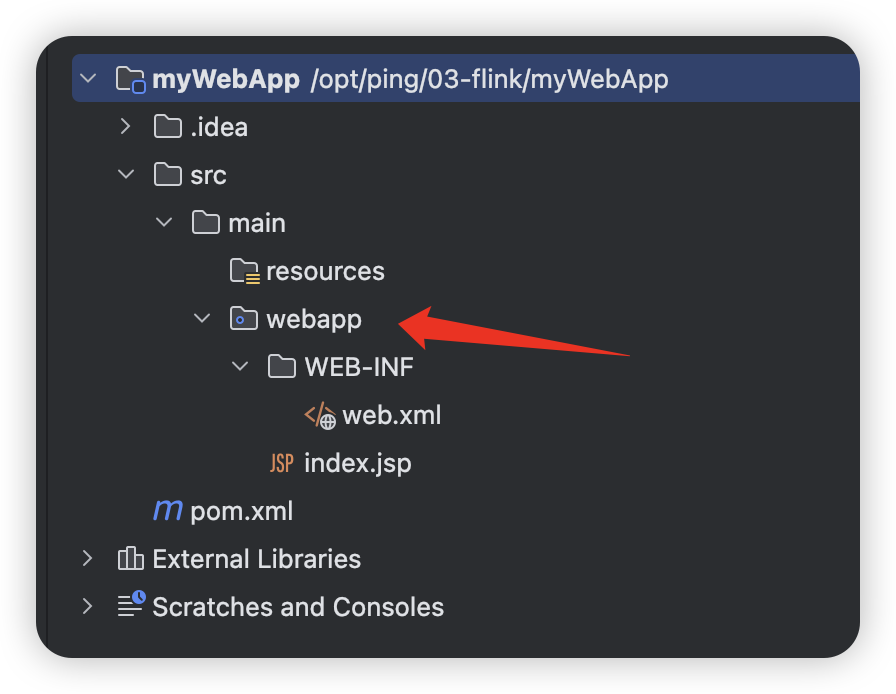 myWebApp /opt/ping/03-flink/myWebApp
.idea
src
main
resources
webapp
WEB-INF
web.xml
JSP index.jsp
m pom.xml
External Libraries
Scratches and Consoles